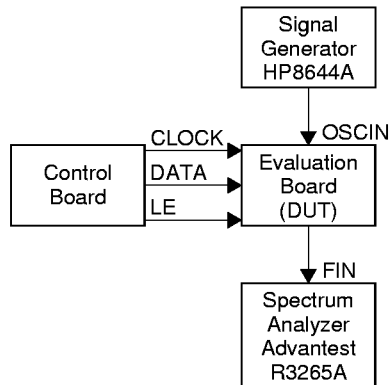 Signal
Generator
HP8644A
OSCIN
CLOCK
DATA
LE
Control
Board
Evaluation
Board
(DUT)
FIN
Spectrum
Analyzer
Advantest
R3265A